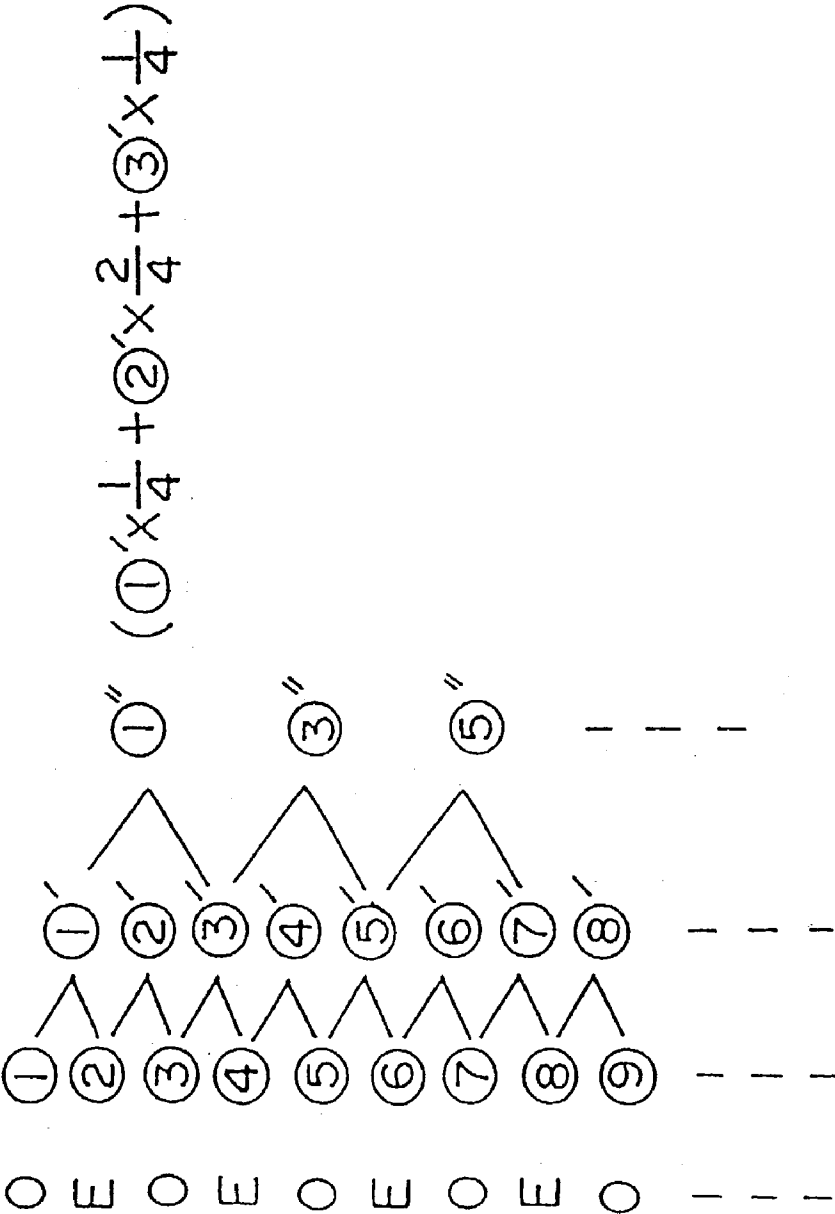 O ①
①′
E ②
①″ (①′×1/4+②′×2/4+③′×1/4)
②′
O ③
③″
E ④
④′
③″
O ⑤
⑤′
E ⑥
⑥′
⑤″
O ⑦
⑦″
E ⑧
⑧′
O ⑨